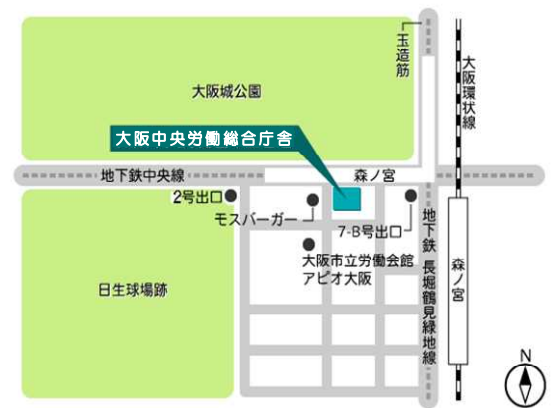 玉造筋
大阪環状線
大阪城公園
大阪中央労働総合庁舎
地下鉄中央線
森ノ宮
2号出口
モスバーガー
7-B号出口
大阪市立労働会館
アピオ大阪
地下鉄 長堀鶴見緑地線
森ノ宮
日生球場跡
N